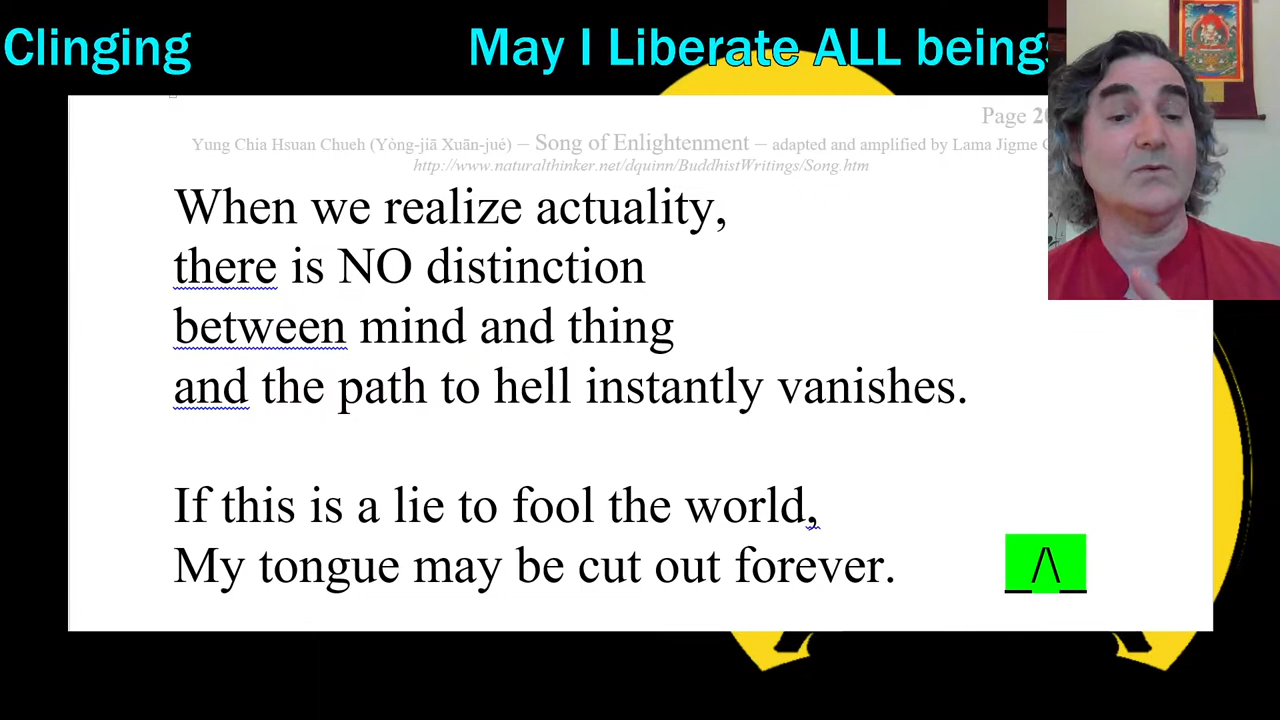 Clinging May I Liberate ALL beings
Page
Yung Chia Hsuan Chueh (Yòng-jiā Xuān-jué) – Song of Enlightenment – adapted and amplified by Lama Jigme
http://www.naturalthinker.net/dquinn/BuddhistWritings/Song.htm
When we realize actuality,
there is NO distinction
between mind and thing
and the path to hell instantly vanishes.
If this is a lie to fool the world,
My tongue may be cut out forever.
_/\_